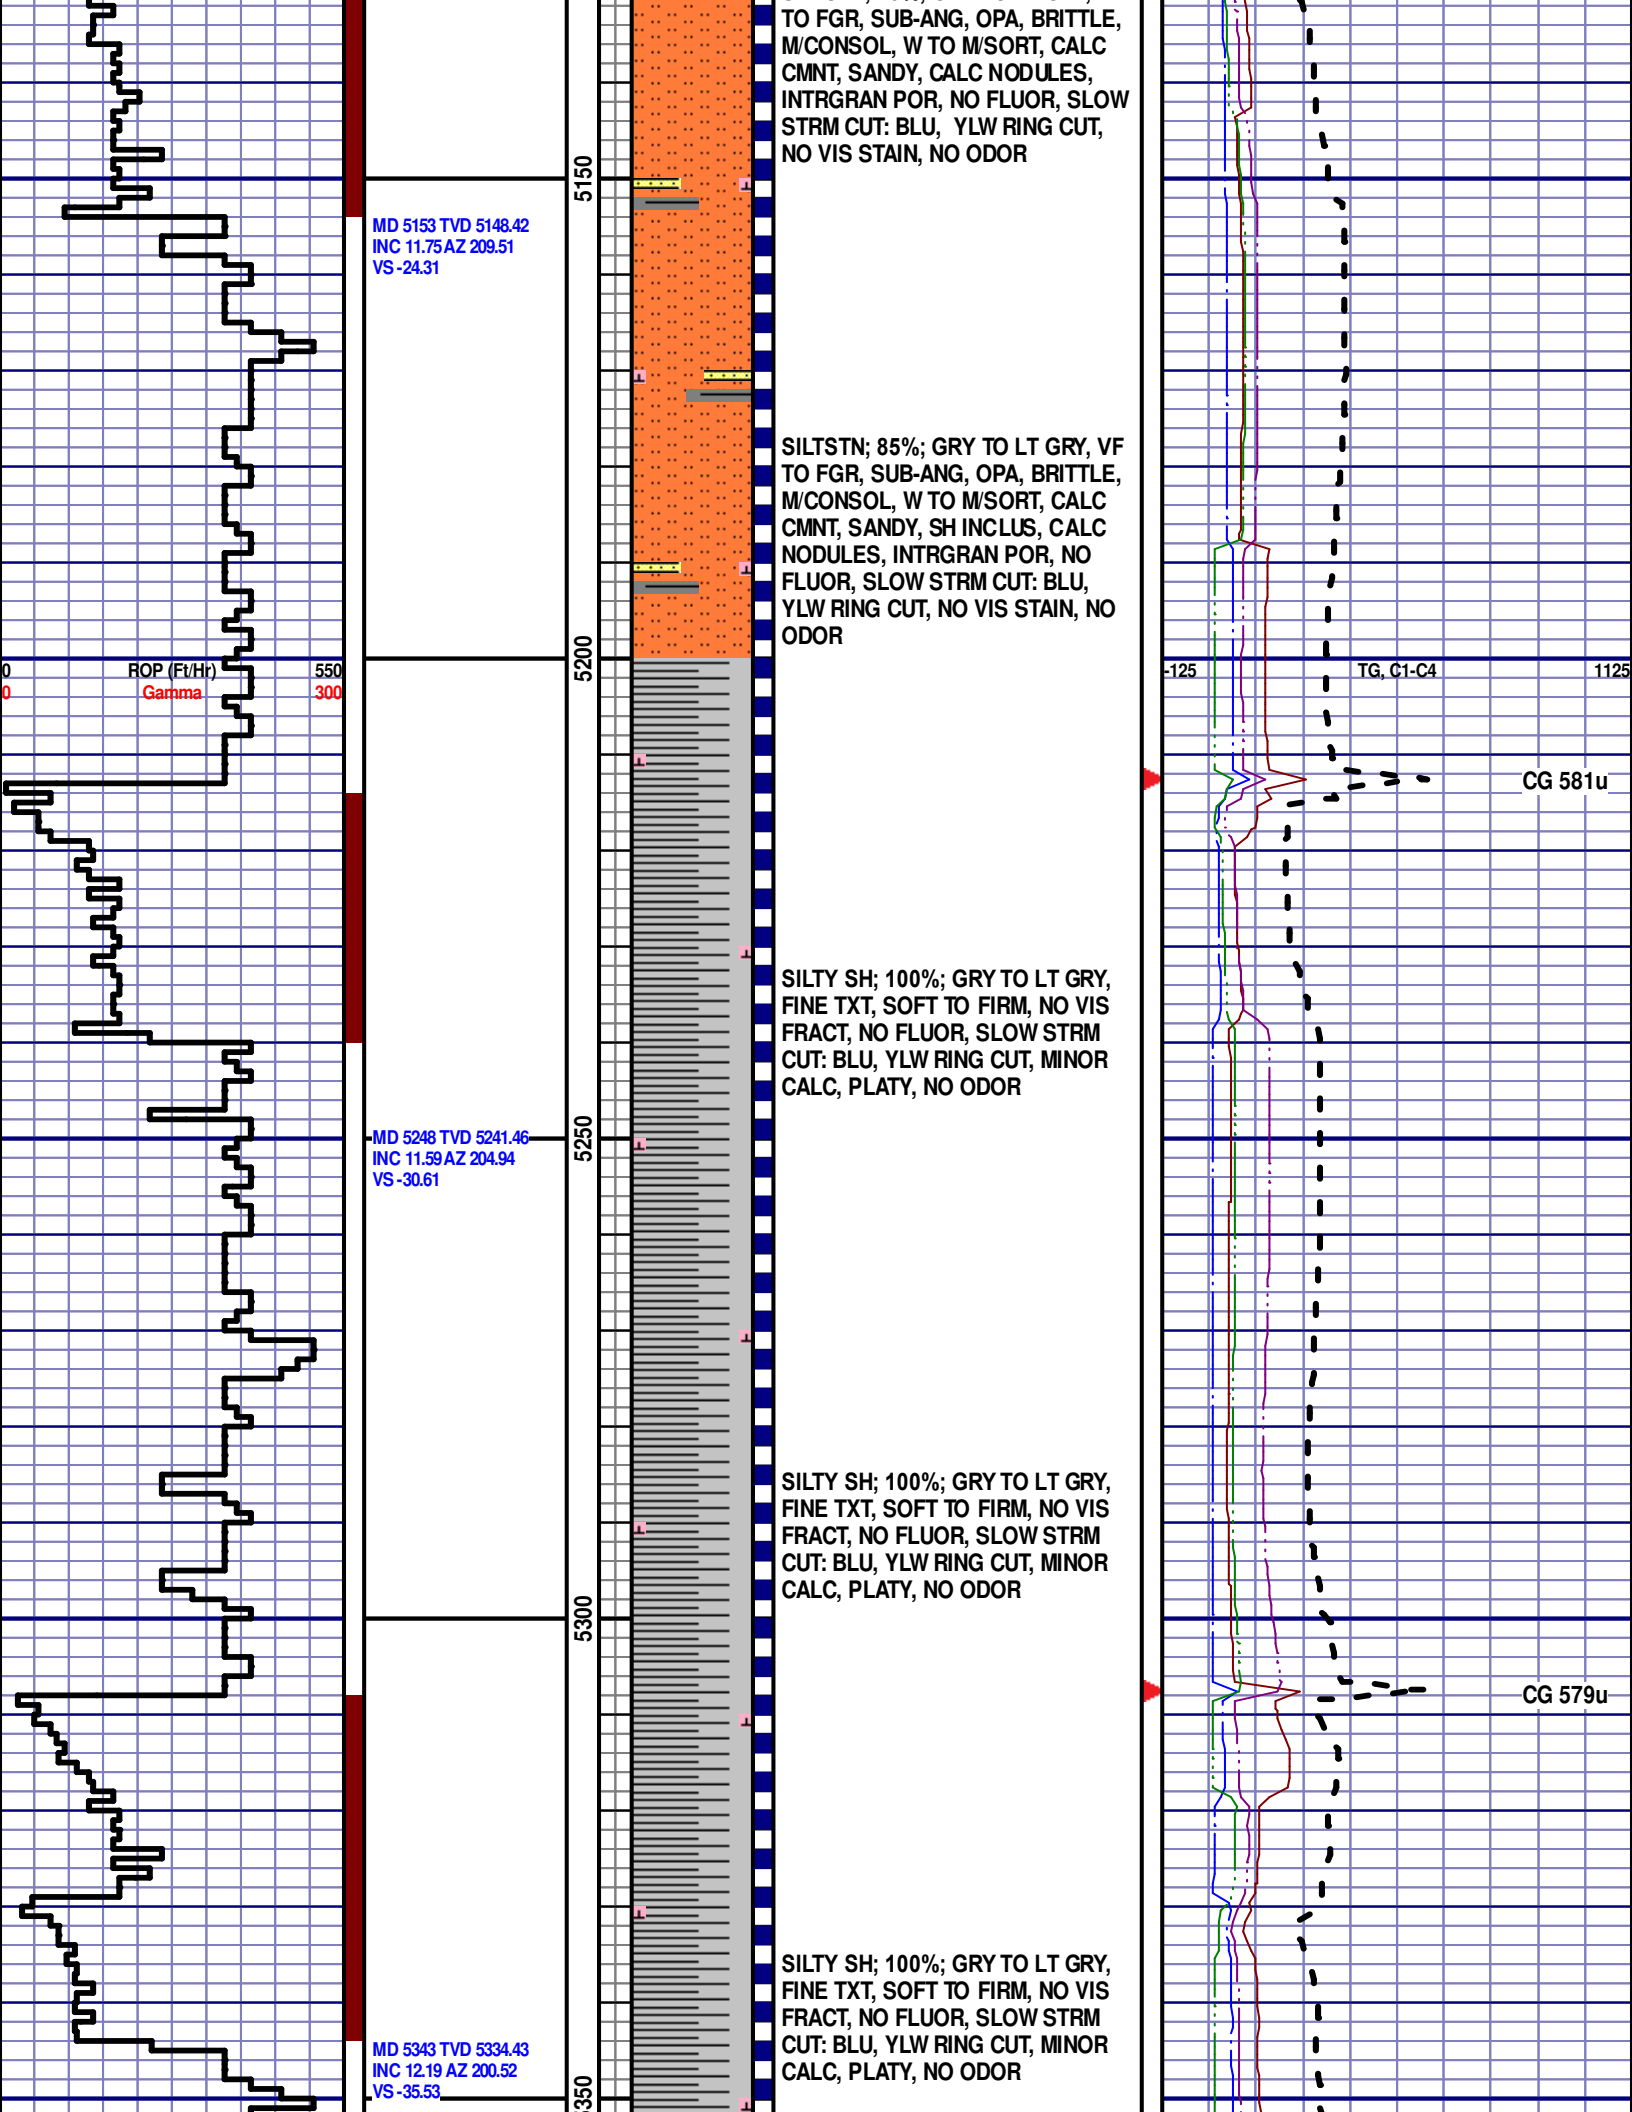 TO FGR, SUB-ANG, OPA, BRITTLE,
M/CONSOL, W TO M/SORT, CALC
CMNT, SANDY, CALC NODULES,
INTRGRAN POR, NO FLUOR, SLOW
STRM CUT: BLU, YLW RING CUT,
NO VIS STAIN, NO ODOR
5150
MD 5153 TVD 5148.42
INC 11.75 AZ 209.51
VS -24.31
SILTSTN; 85%; GRY TO LT GRY, VF
TO FGR, SUB-ANG, OPA, BRITTLE,
M/CONSOL, W TO M/SORT, CALC
CMNT, SANDY, SH INCLUS, CALC
NODULES, INTRGRAN POR, NO
FLUOR, SLOW STRM CUT: BLU,
YLW RING CUT, NO VIS STAIN, NO
ODOR
5200
0 ROP (Ft/Hr) 550
0 Gamma 300
-125 TG, C1-C4 1125
CG 581u
SILTY SH; 100%; GRY TO LT GRY,
FINE TXT, SOFT TO FIRM, NO VIS
FRACT, NO FLUOR, SLOW STRM
CUT: BLU, YLW RING CUT, MINOR
CALC, PLATY, NO ODOR
5250
MD 5248 TVD 5241.46
INC 11.59 AZ 204.94
VS -30.61
SILTY SH; 100%; GRY TO LT GRY,
FINE TXT, SOFT TO FIRM, NO VIS
FRACT, NO FLUOR, SLOW STRM
CUT: BLU, YLW RING CUT, MINOR
CALC, PLATY, NO ODOR
5300
CG 579u
SILTY SH; 100%; GRY TO LT GRY,
FINE TXT, SOFT TO FIRM, NO VIS
FRACT, NO FLUOR, SLOW STRM
CUT: BLU, YLW RING CUT, MINOR
CALC, PLATY, NO ODOR
MD 5343 TVD 5334.43
INC 12.19 AZ 200.52
VS -35.53